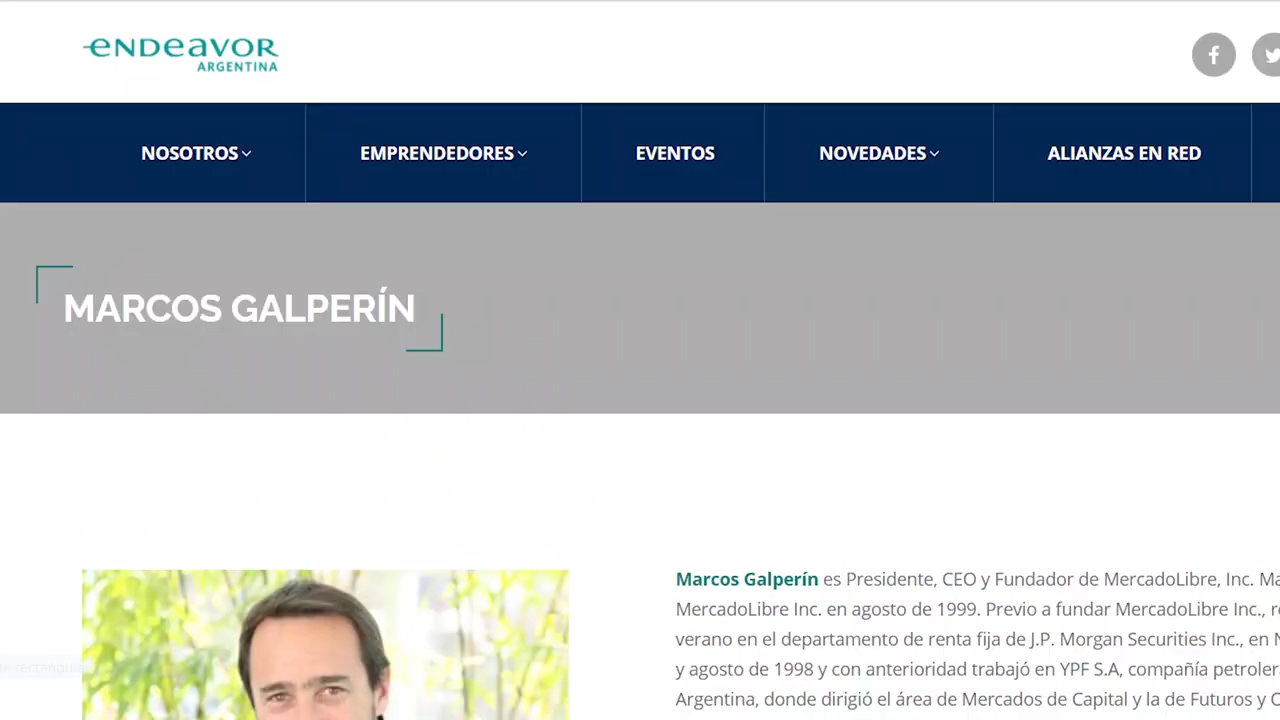 endeavor
ARGENTINA
NOSOTROS
EMPRENDEDORES
EVENTOS
NOVEDADES
ALIANZAS EN RED
MARCOS GALPERÍN
Marcos Galperín es Presidente, CEO y Fundador de MercadoLibre, Inc.
MercadoLibre Inc. en agosto de 1999. Previo a fundar MercadoLibre Inc.,
verano en el departamento de renta fija de J.P. Morgan Securities Inc., en
y agosto de 1998 y con anterioridad trabajó en YPF S.A, compañía petrolera
Argentina, donde dirigió el área de Mercados de Capital y la de Futuros y